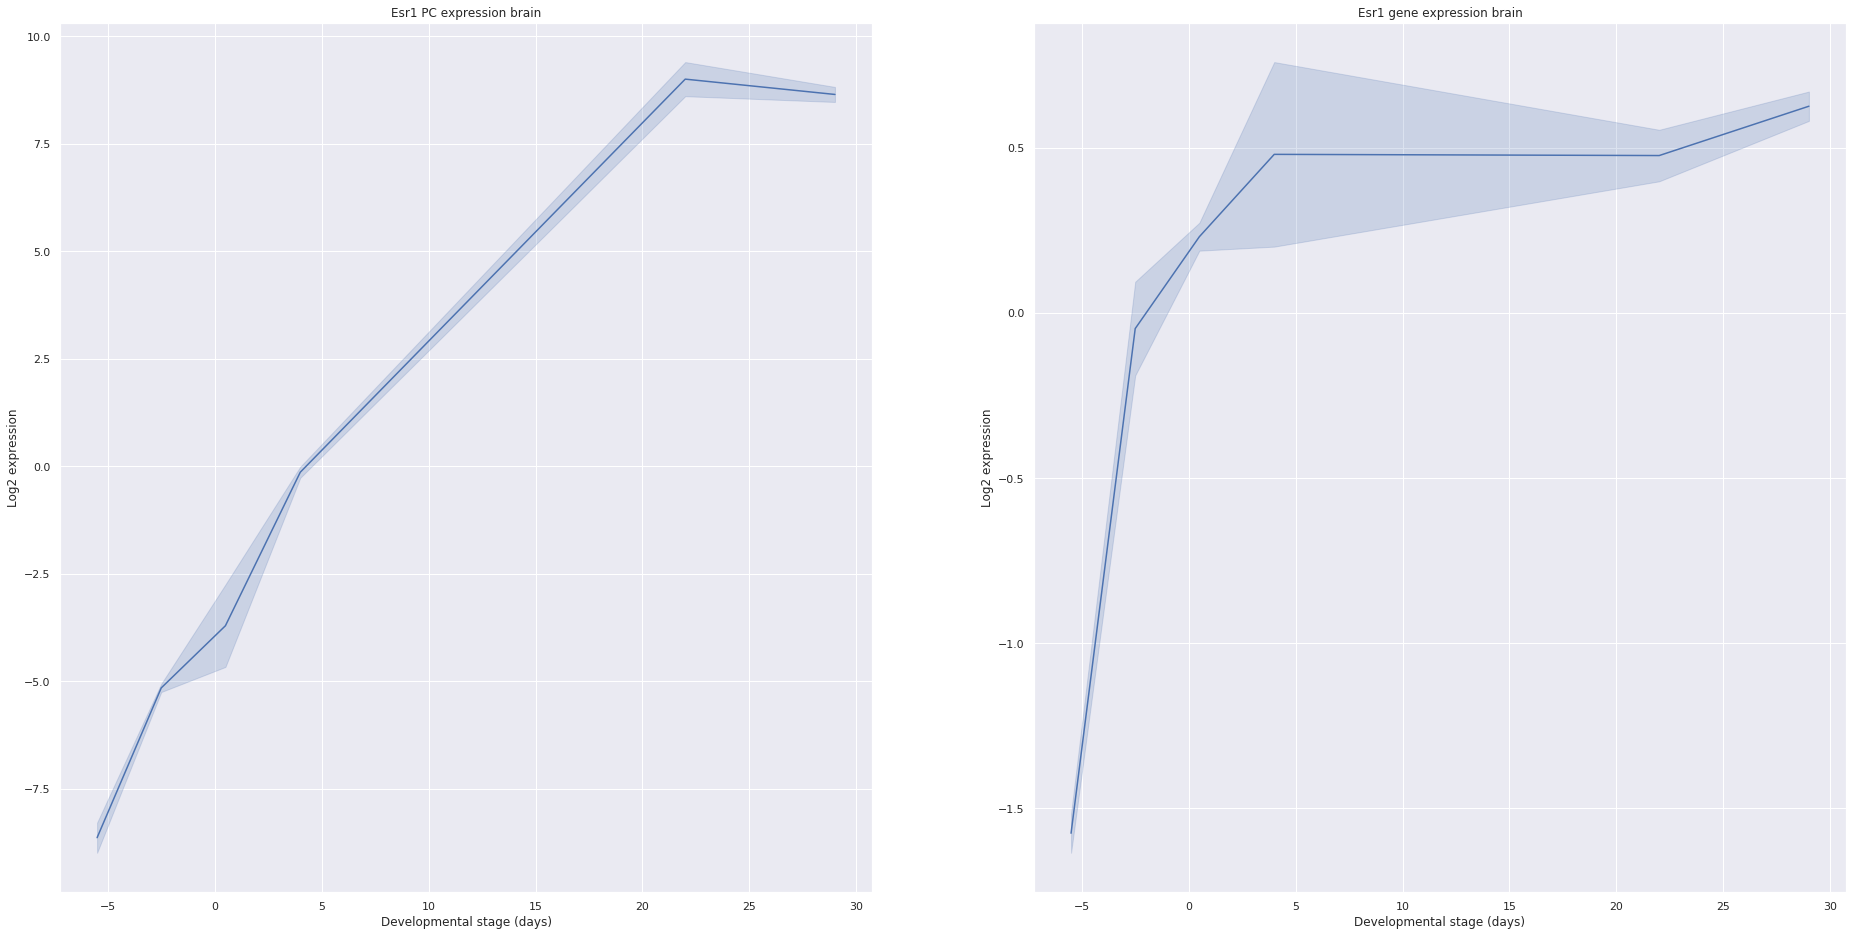 Esr1 PC expression brain
10.0
7.5
5.0
2.5
0.0
−2.5
−5.0
−7.5
Log2 expression
−5 0 5 10 15 20 25 30
Developmental stage (days)
Esr1 gene expression brain
0.5
0.0
−0.5
−1.0
−1.5
Log2 expression
−5 0 5 10 15 20 25 30
Developmental stage (days)